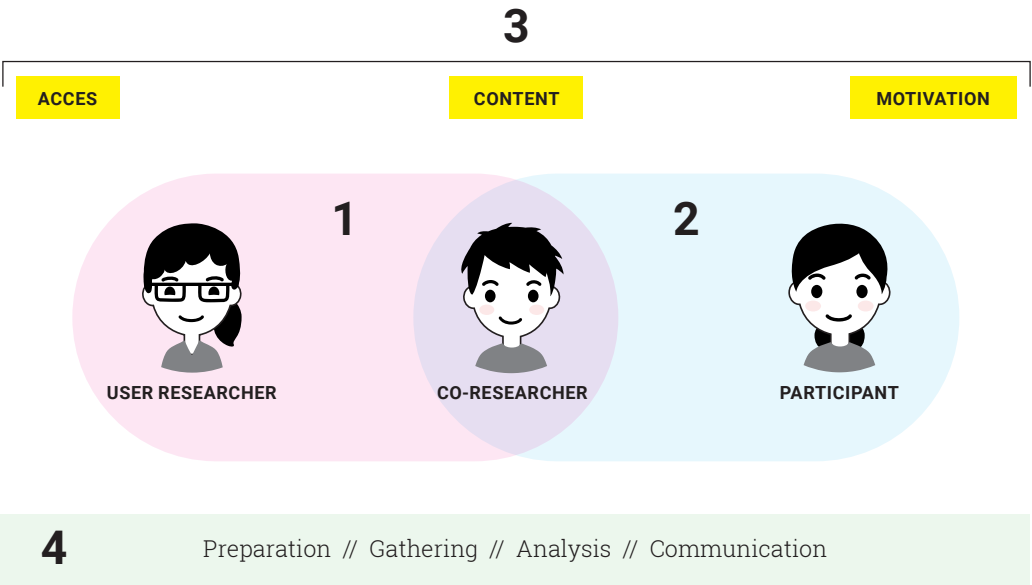 3
ACCES
CONTENT
MOTIVATION
1
2
USER RESEARCHER
CO-RESEARCHER
PARTICIPANT
4
Preparation // Gathering // Analysis // Communication